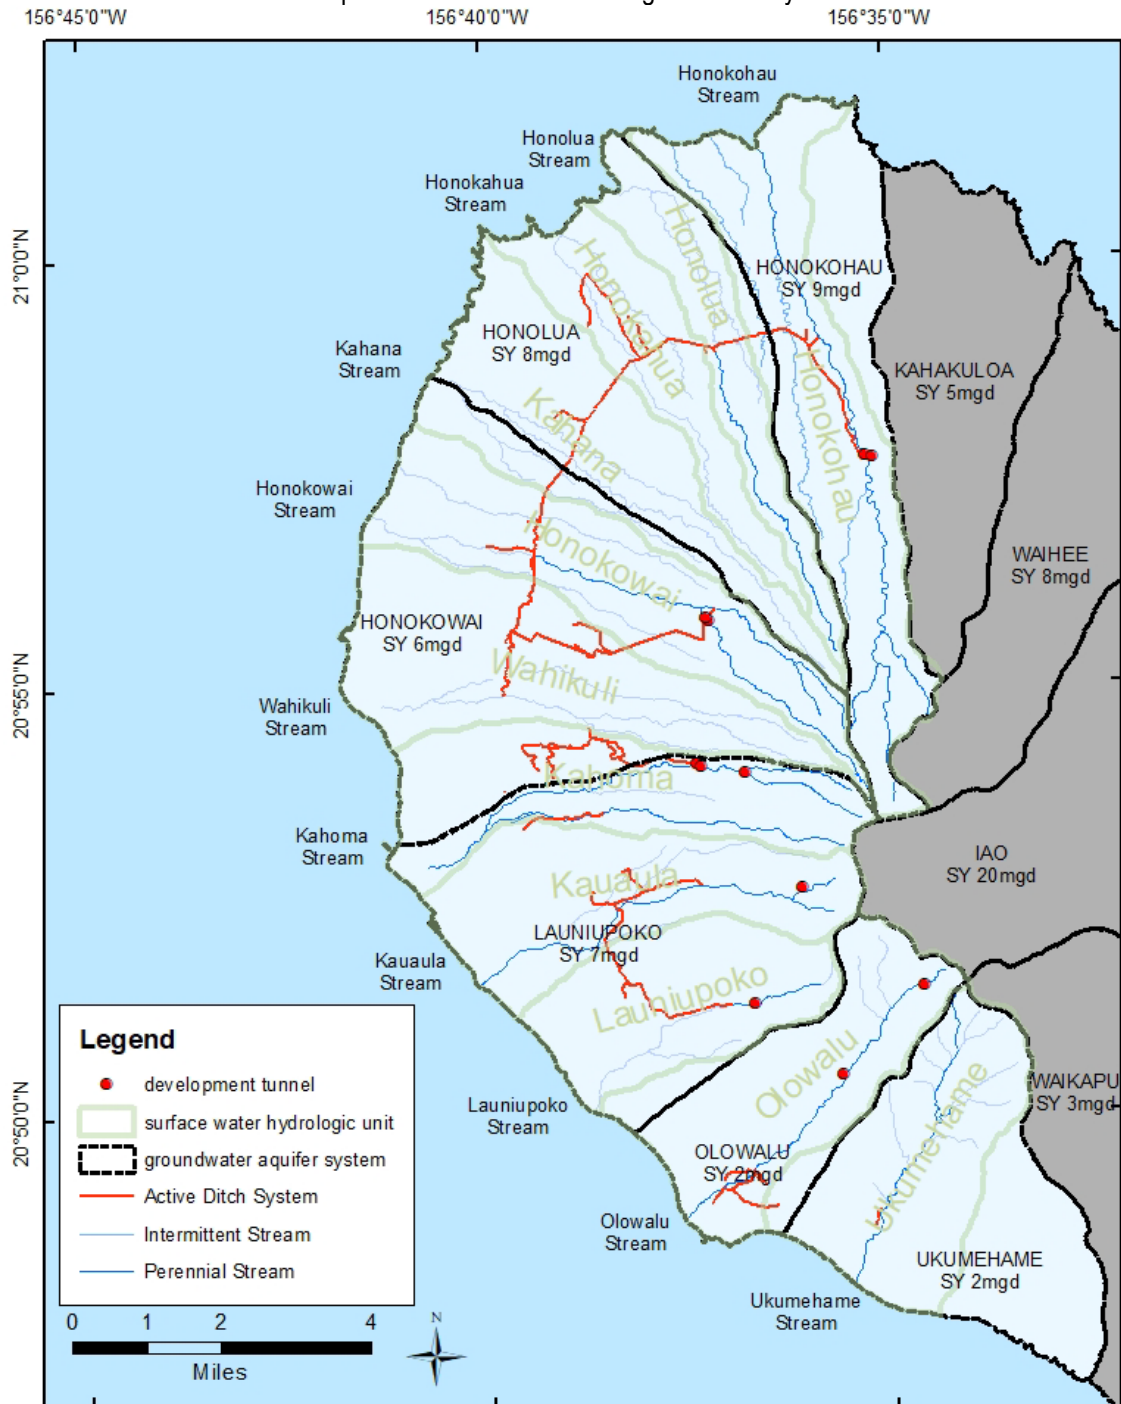 156°45'0"W
156°40'0"W
156°35'0"W
Honokohau
Stream
Honolua
Stream
Honokahua
Stream
21°0'0"N
Honolua
Honokahua
HONOKOHAU
SY 9mgd
HONOLUA
SY 8mgd
Kahana
Stream
KAHAKULOA
SY 5mgd
Kahana
Honokohau
Honokowai
Stream
Honokowai
WAIHEE
SY 8mgd
HONOKOWAI
SY 6mgd
Wahikuli
20°55'0"N
Wahikuli
Stream
Kahoma
Kahoma
Stream
IAO
SY 20mgd
Kauaula
LAUNIUPOKO
SY 7mgd
Kauaula
Stream
Launiupoko
Olowalu
Ukumehame
WAIKAPU
SY 3mgd
20°50'0"N
Launiupoko
Stream
OLOWALU
SY 2mgd
Olowalu
Stream
UKUMEHAME
SY 2mgd
Ukumehame
Stream
Legend
development tunnel
surface water hydrologic unit
groundwater aquifer system
Active Ditch System
Intermittent Stream
Perennial Stream
0 1 2 4
Miles
N